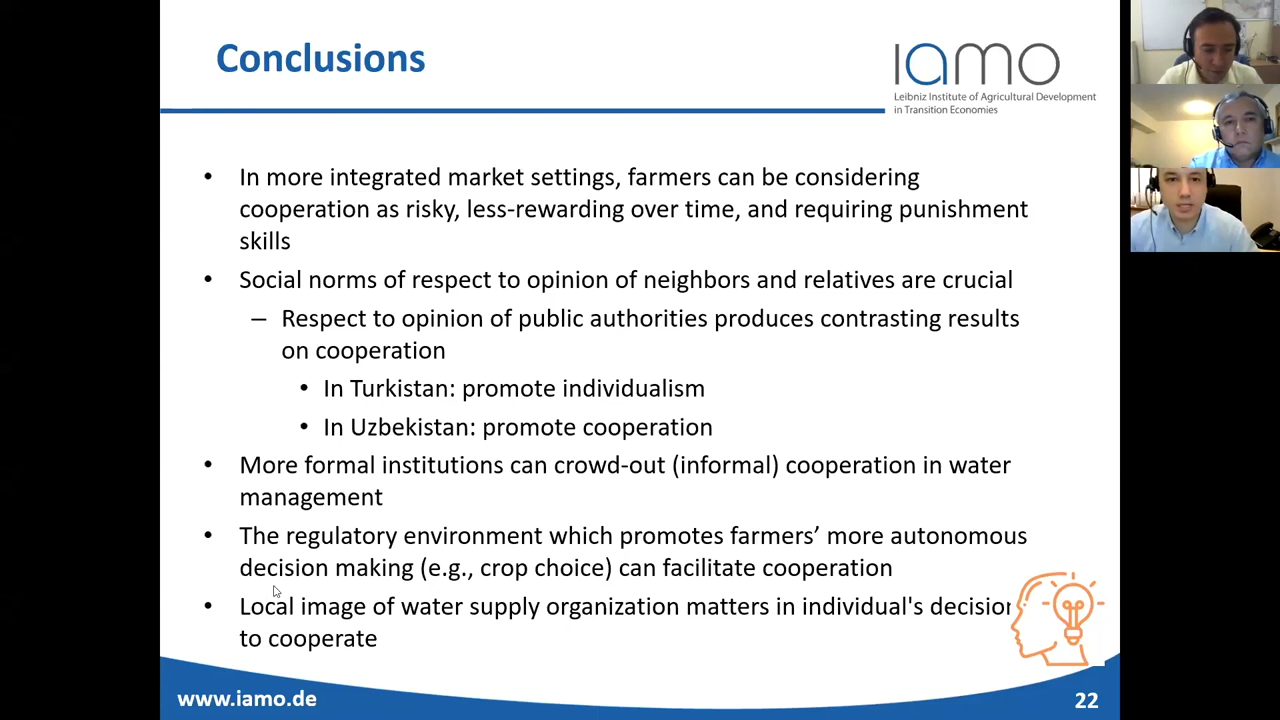 Conclusions
iamo
Leibniz Institute of Agricultural Development
in Transition Economies
• In more integrated market settings, farmers can be considering
cooperation as risky, less-rewarding over time, and requiring punishment
skills
• Social norms of respect to opinion of neighbors and relatives are crucial
– Respect to opinion of public authorities produces contrasting results
on cooperation
• In Turkistan: promote individualism
• In Uzbekistan: promote cooperation
• More formal institutions can crowd-out (informal) cooperation in water
management
• The regulatory environment which promotes farmers’ more autonomous
decision making (e.g., crop choice) can facilitate cooperation
• Local image of water supply organization matters in individual's decision
to cooperate
www.iamo.de
22